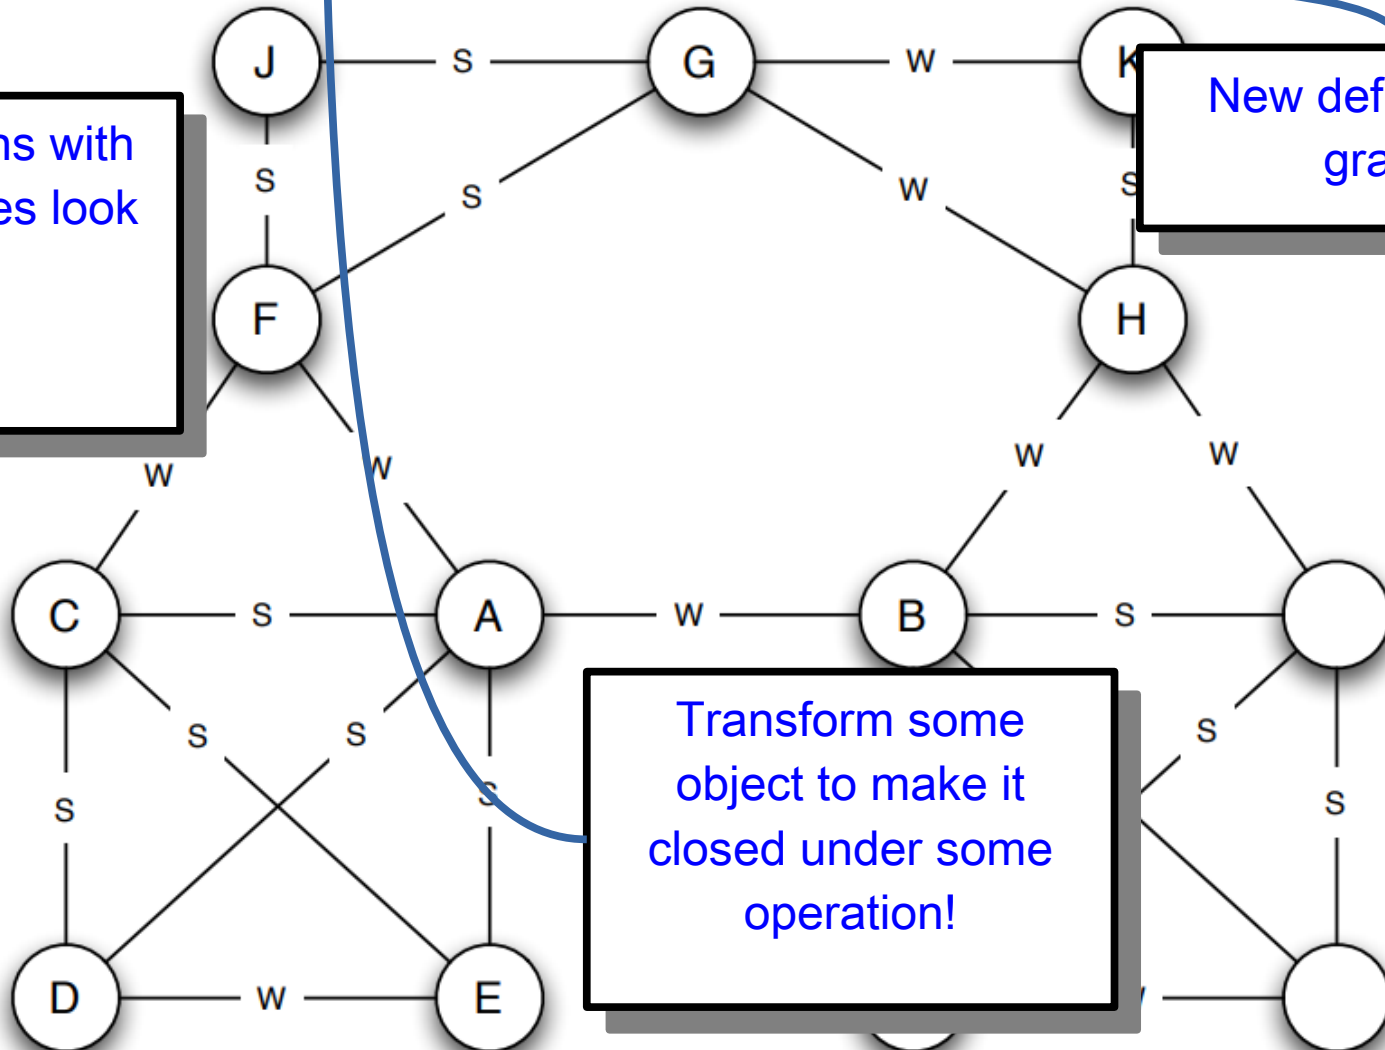 J S G W K
New def
ns with
gra
S S
es look
S W
F H
W W W W
C S A W B S
S S S
Transform some
object to make it
S S S
closed under some
operation!
D W E